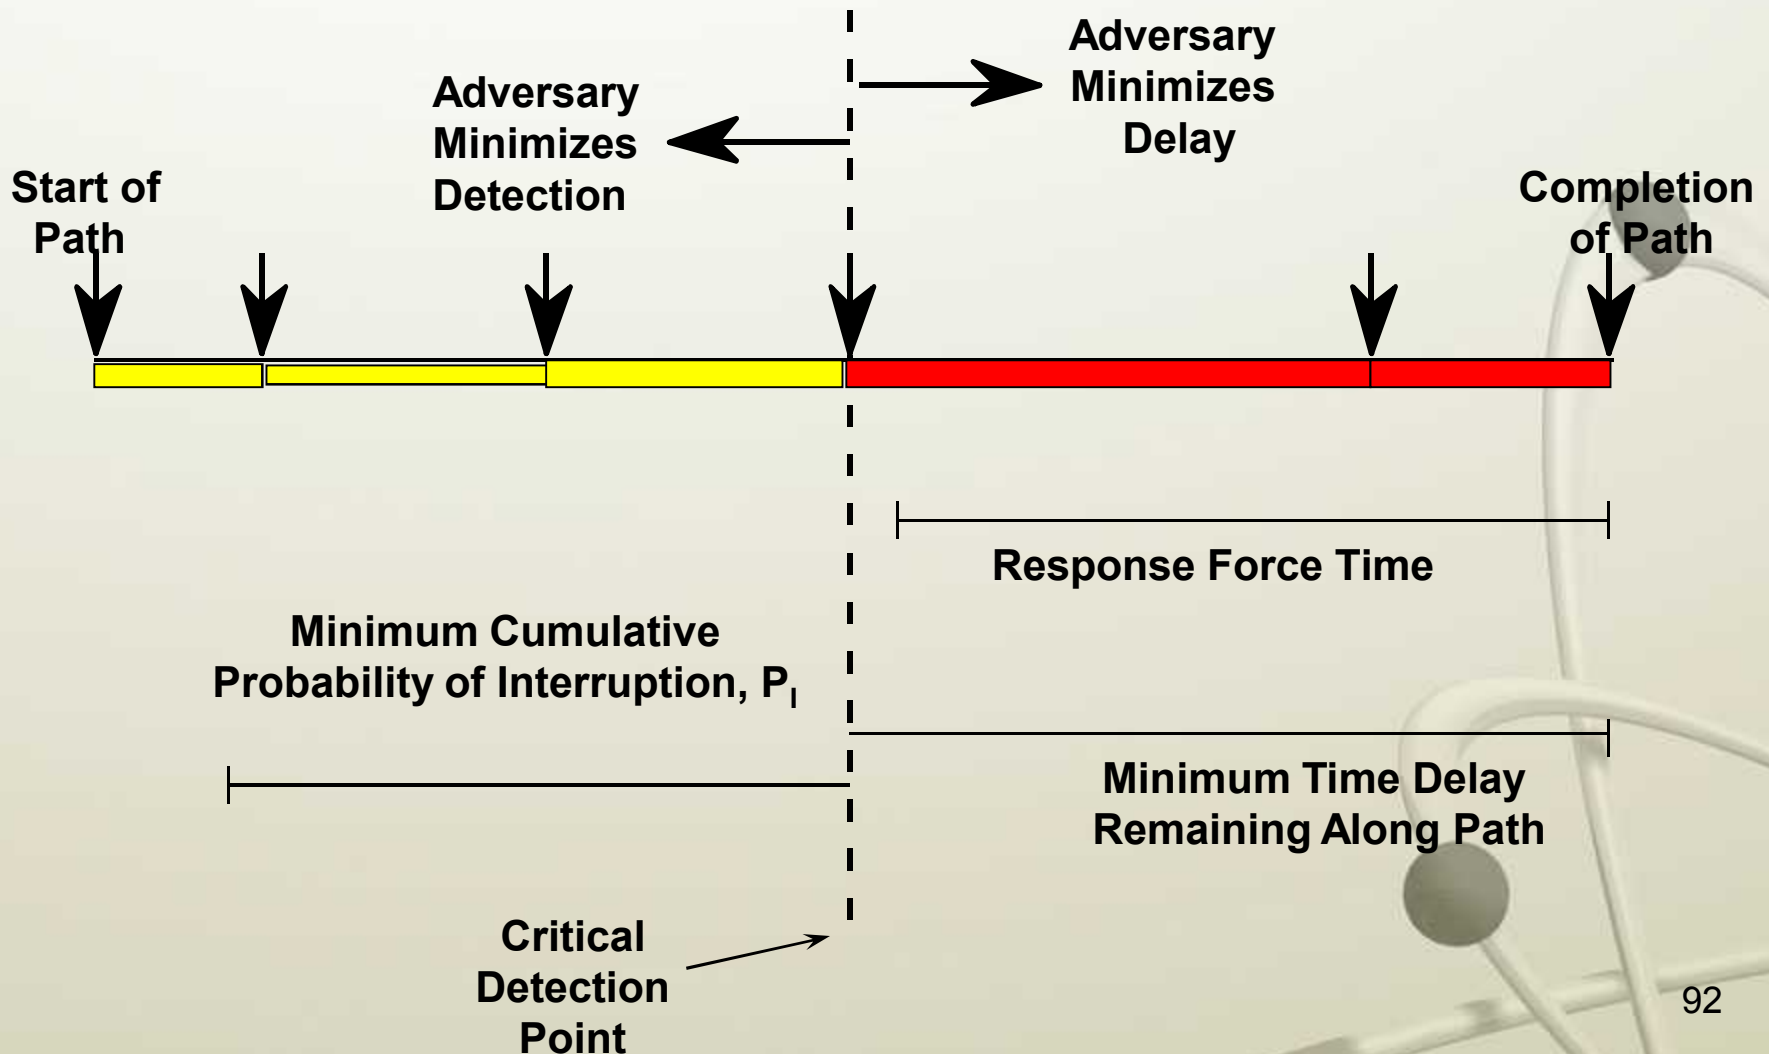 Adversary
Minimizes
Delay
Adversary
Minimizes
Detection
Start of
Path
Completion
of Path
Response Force Time
Minimum Cumulative
Probability of Interruption, P_I
Minimum Time Delay
Remaining Along Path
Critical
Detection
Point
92